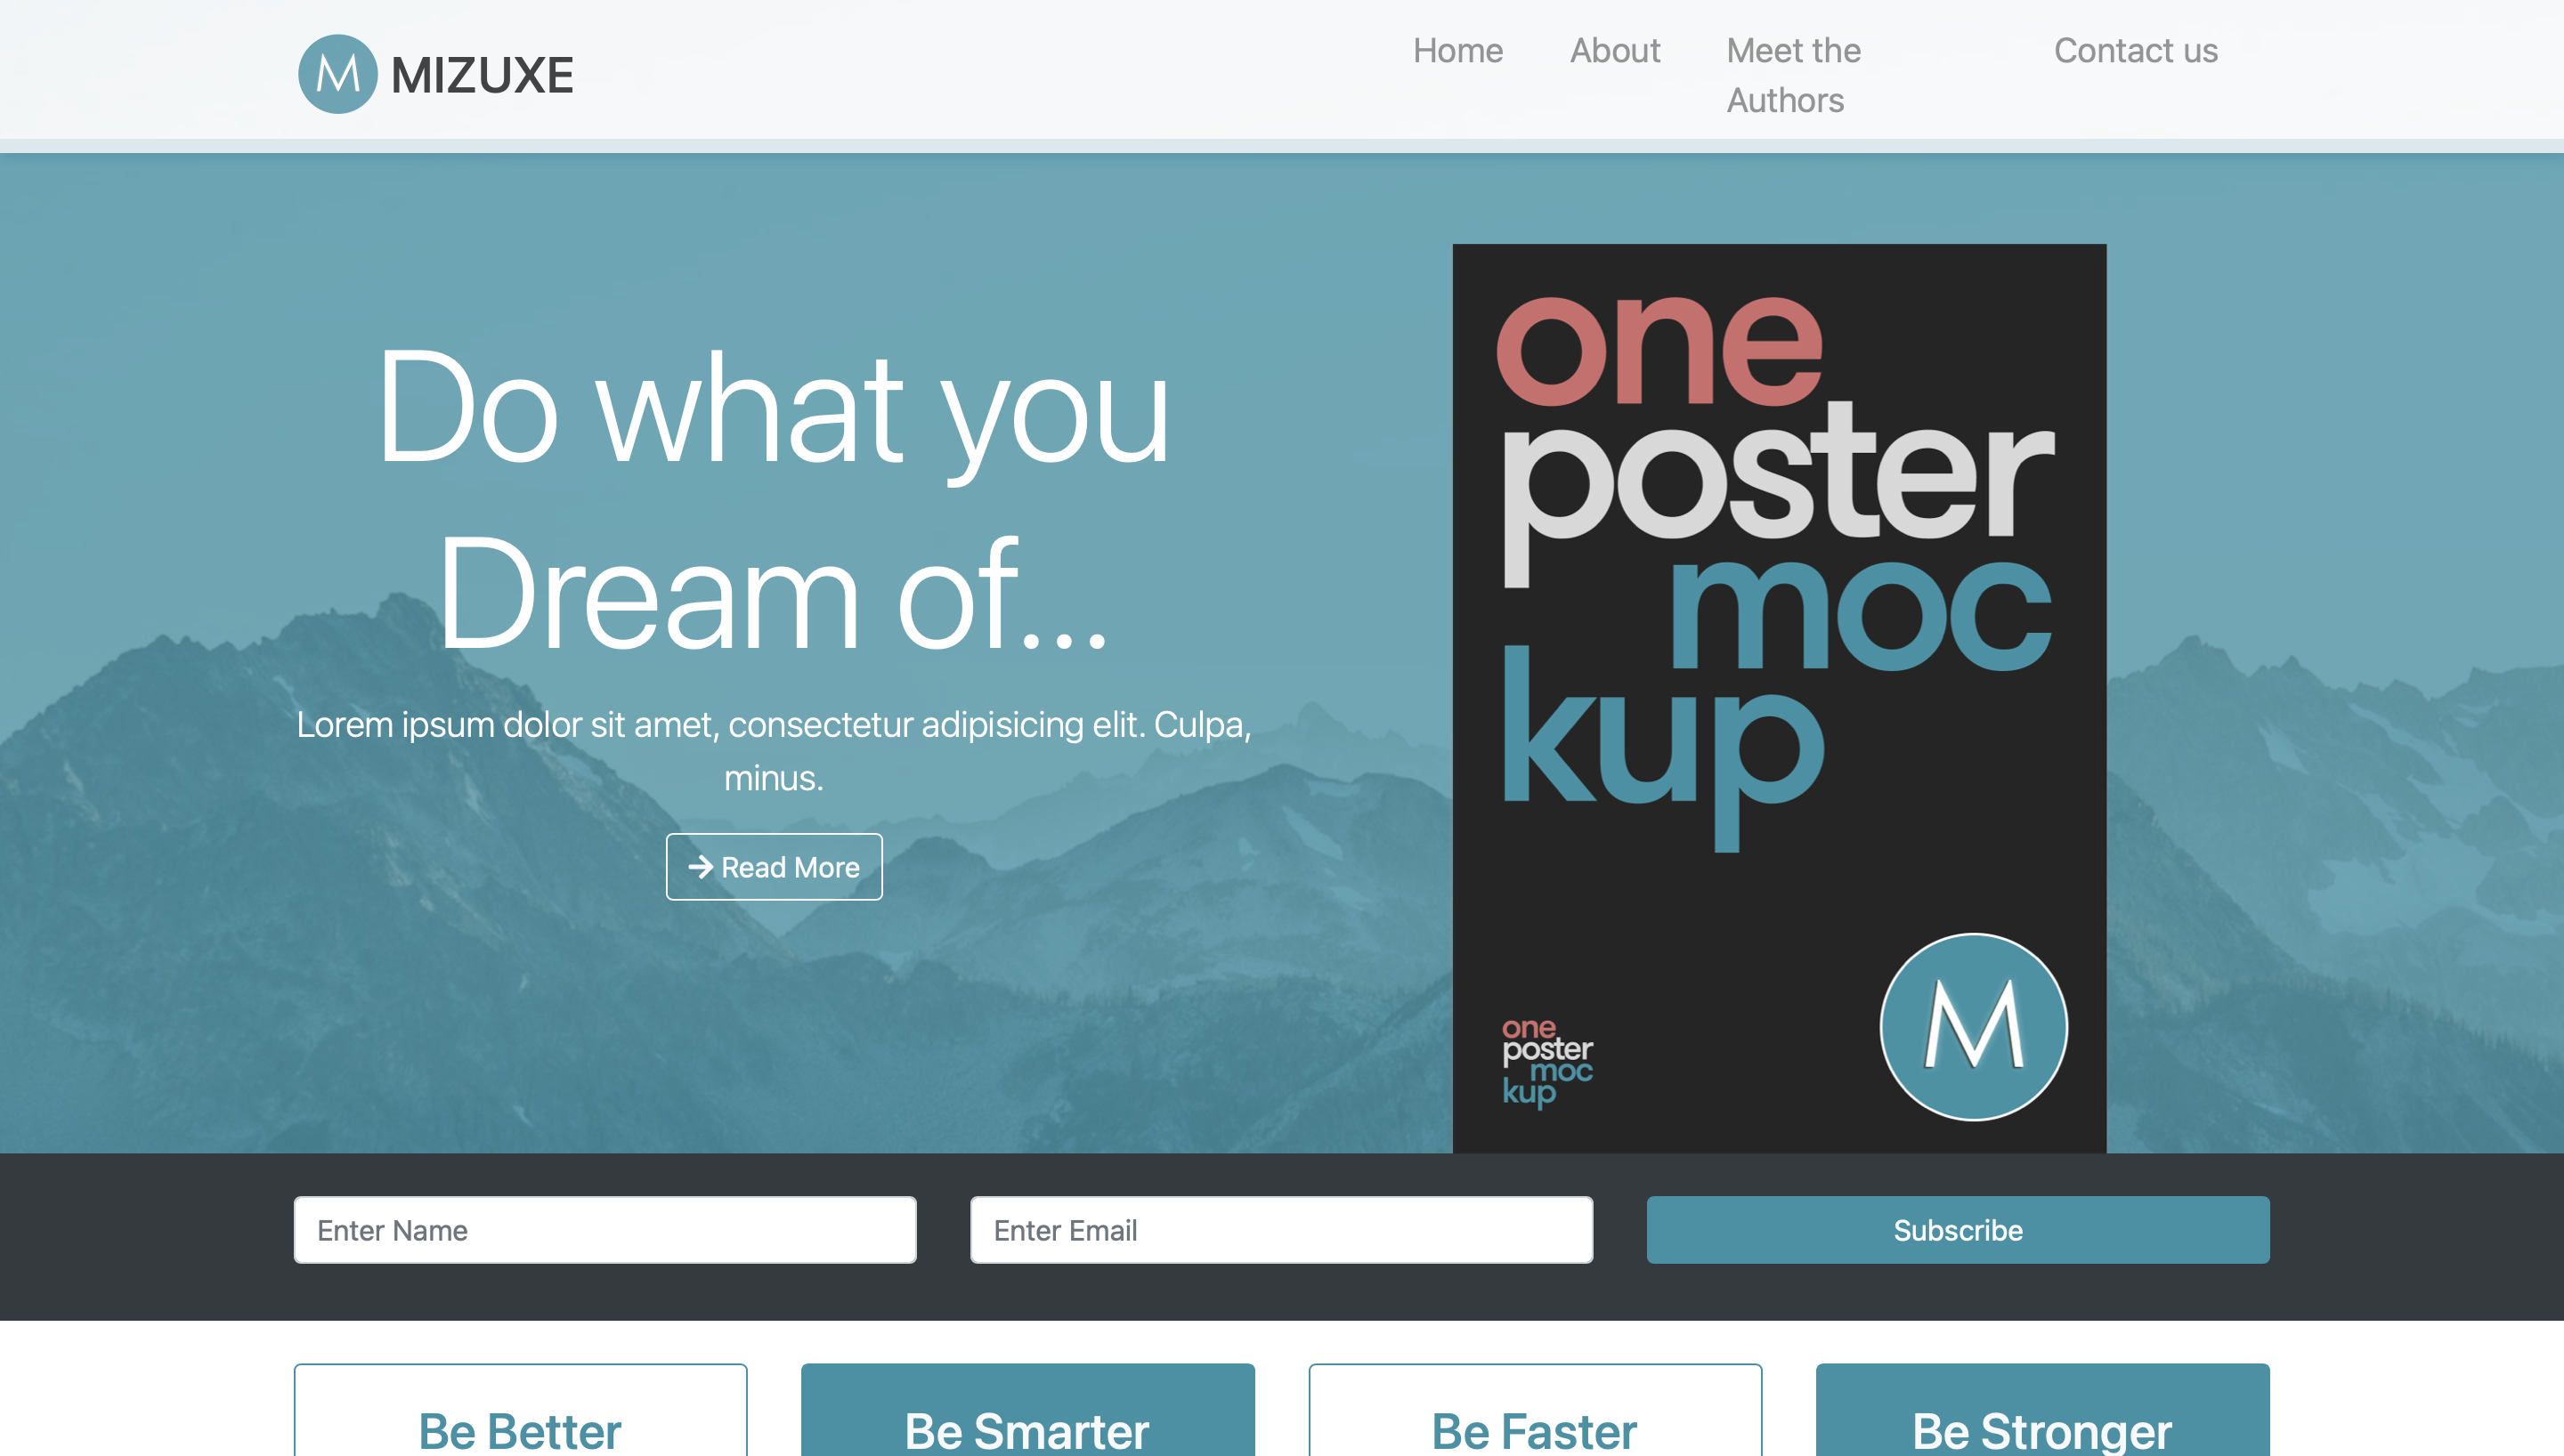 M MIZUXE
Home About Meet the Authors Contact us
Do what you
Dream of...
Lorem ipsum dolor sit amet, consectetur adipisicing elit. Culpa,
minus.
Read More
one
poster
moc
kup
one
poster
moc
kup
M
Enter Name Enter Email Subscribe
Be Better Be Smarter Be Faster Be Stronger